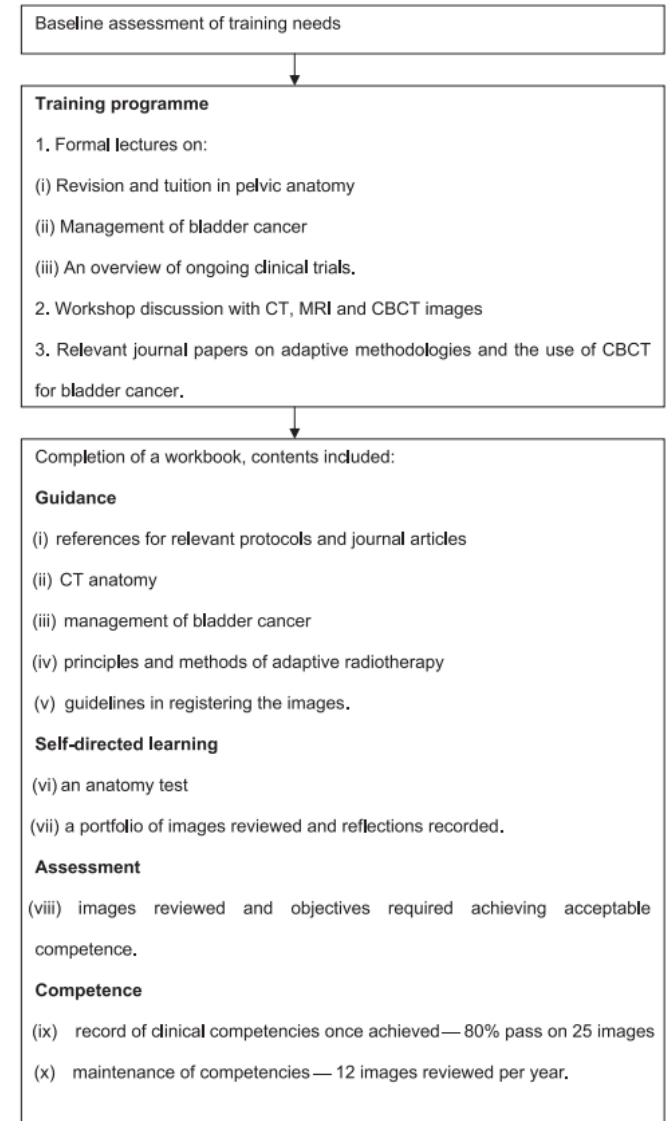 Baseline assessment of training needs
Training programme
1. Formal lectures on:
(i) Revision and tuition in pelvic anatomy
(ii) Management of bladder cancer
(iii) An overview of ongoing clinical trials.
2. Workshop discussion with CT, MRI and CBCT images
3. Relevant journal papers on adaptive methodologies and the use of CBCT
for bladder cancer.
Completion of a workbook, contents included:
Guidance
(i) references for relevant protocols and journal articles
(ii) CT anatomy
(iii) management of bladder cancer
(iv) principles and methods of adaptive radiotherapy
(v) guidelines in registering the images.
Self-directed learning
(vi) an anatomy test
(vii) a portfolio of images reviewed and reflections recorded.
Assessment
(viii) images reviewed and objectives required achieving acceptable
competence.
Competence
(ix) record of clinical competencies once achieved — 80% pass on 25 images
(x) maintenance of competencies — 12 images reviewed per year.